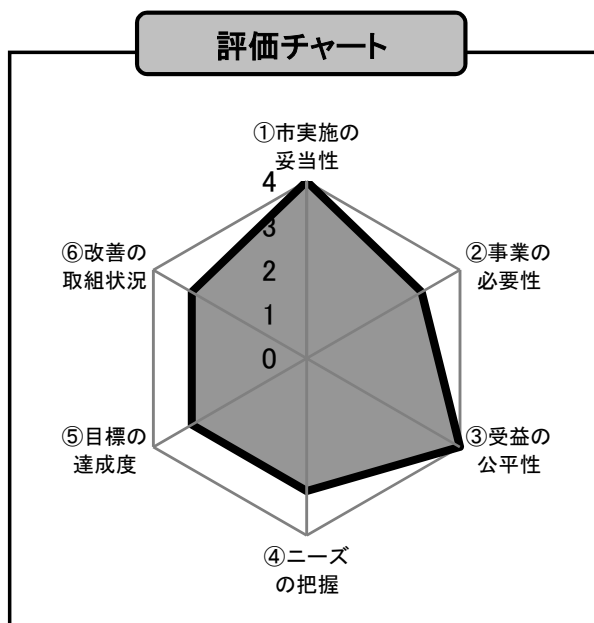 評価チャート
①市実施の
妥当性
4
3
2
1
0
②事業の
必要性
③受益の
公平性
④ニーズ
の把握
⑤目標の
達成度
⑥改善の
取組状況